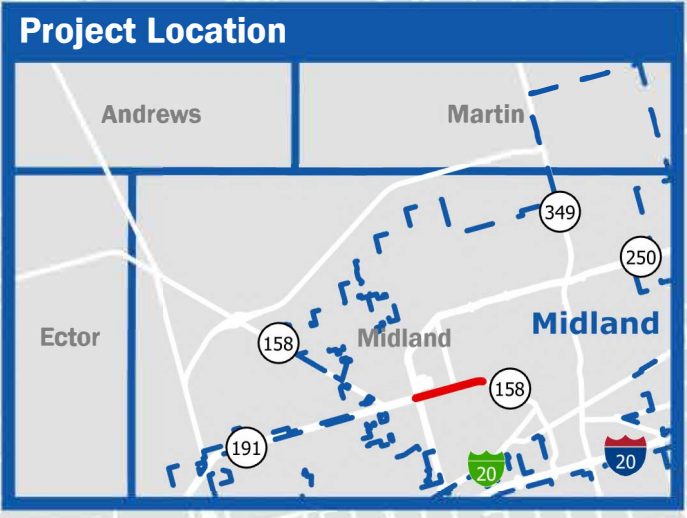 Project Location
Andrews
Martin
349
250
Midland
Ector
158
Midland
158
191
20
20